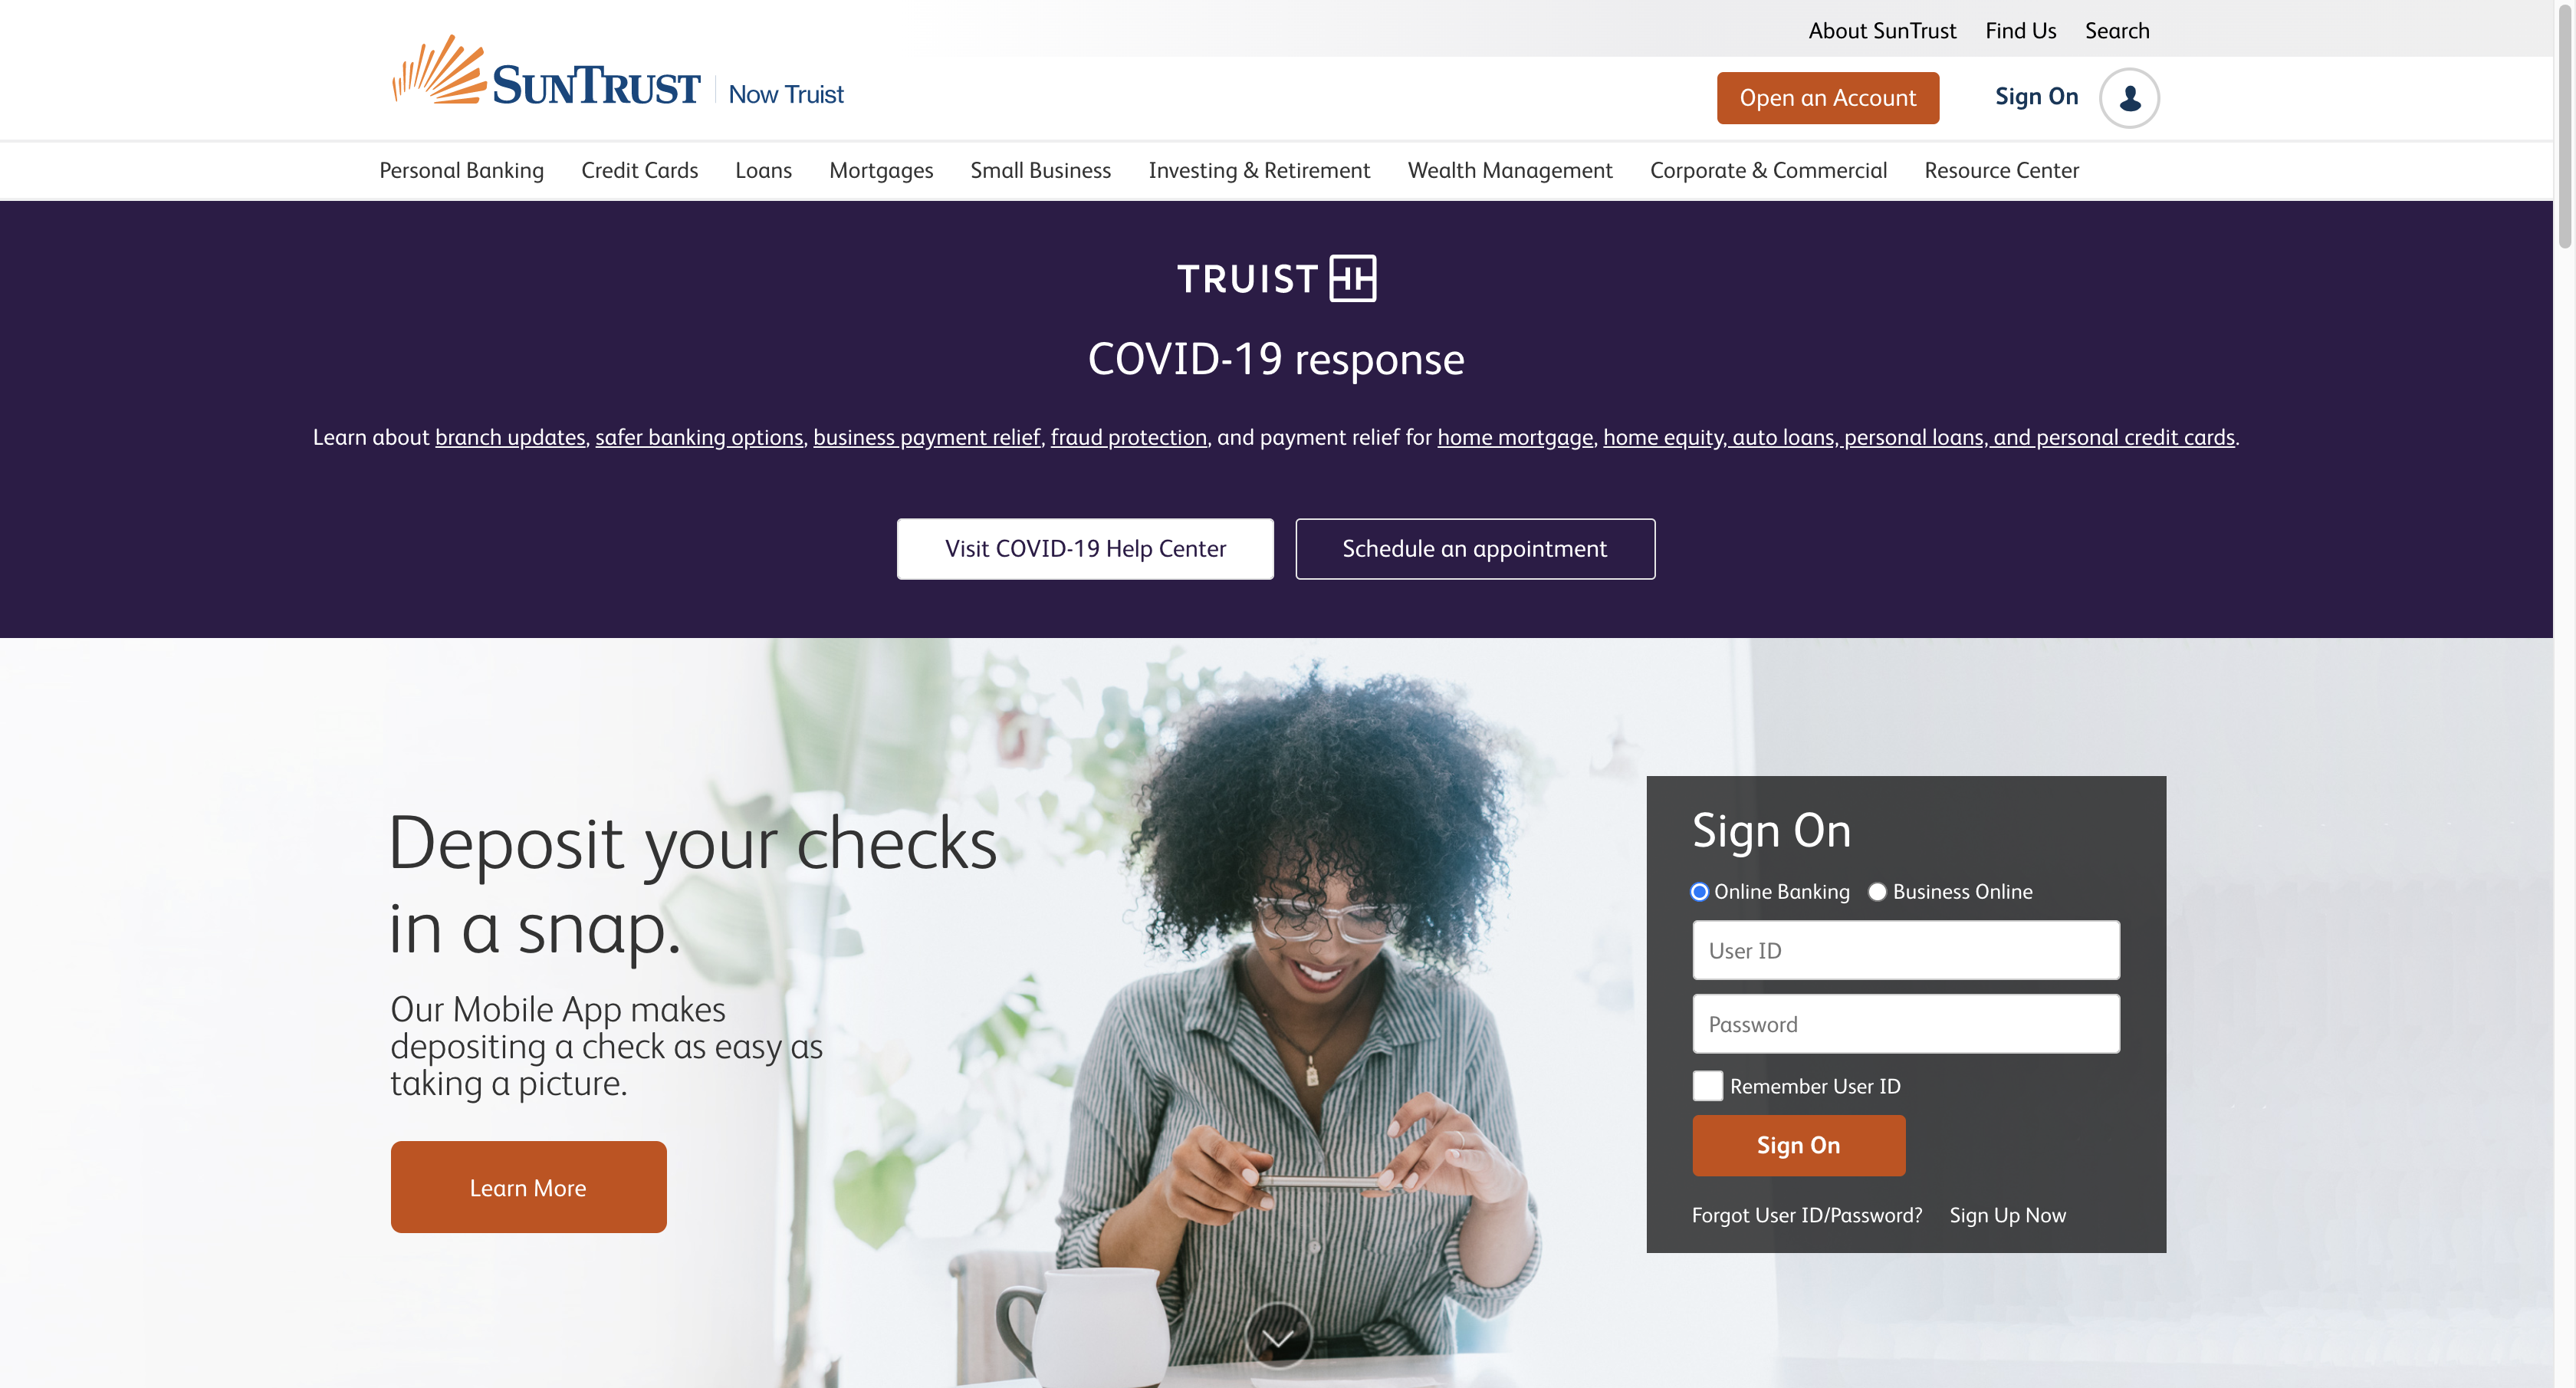 About SunTrust Find Us Search
SUNTRUST Now Truist
Open an Account Sign On
Personal Banking Credit Cards Loans Mortgages Small Business Investing & Retirement Wealth Management Corporate & Commercial Resource Center
TRUIST
COVID-19 response
Learn about branch updates, safer banking options, business payment relief, fraud protection, and payment relief for home mortgage, home equity, auto loans, personal loans, and personal credit cards.
Visit COVID-19 Help Center Schedule an appointment
Deposit your checks
in a snap.
Our Mobile App makes
depositing a check as easy as
taking a picture.
Learn More
Sign On
Online Banking Business Online
User ID
Password
Remember User ID
Sign On
Forgot User ID/Password? Sign Up Now